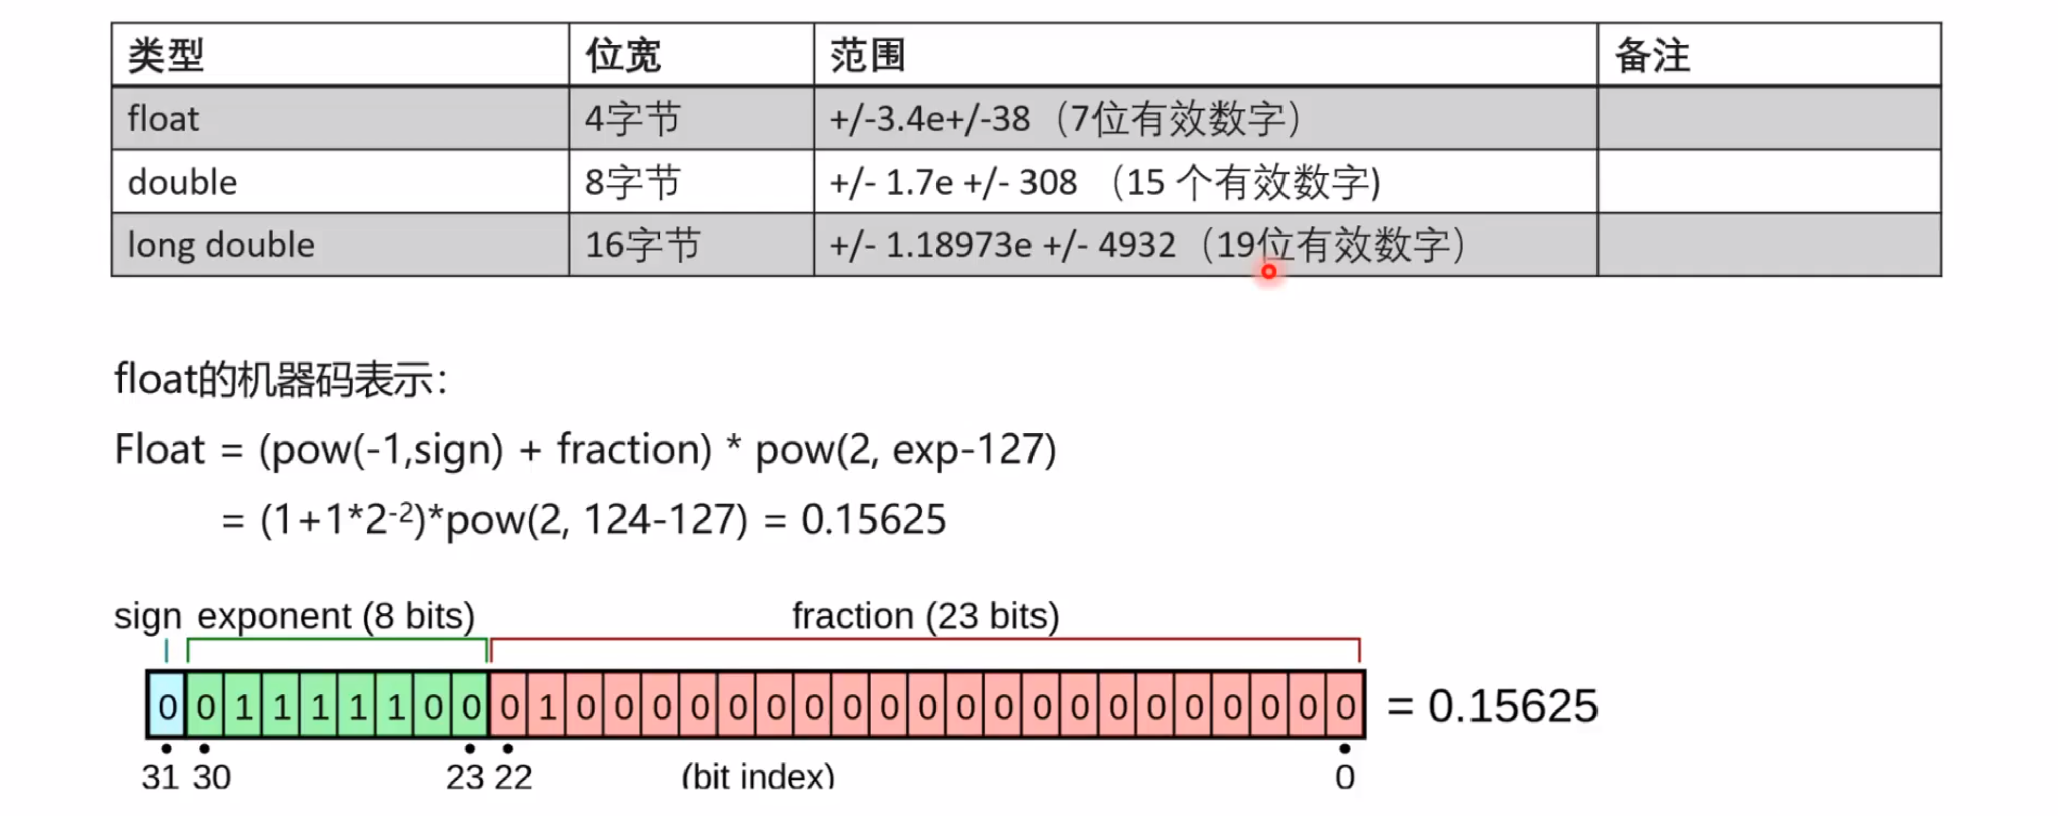 类型 位宽 范围 备注
float 4字节 +/-3.4e+/-38（7位有效数字）
double 8字节 +/- 1.7e +/- 308 （15 个有效数字)
long double 16字节 +/- 1.18973e +/- 4932（19位有效数字）
float的机器码表示：
Float = (pow(-1,sign) + fraction) * pow(2, exp-127)
= (1+1*2⁻²)*pow(2, 124-127) = 0.15625
sign exponent (8 bits) fraction (23 bits)
0 0 1 1 1 1 1 0 0 0 1 0 0 0 0 0 0 0 0 0 0 0 0 0 0 0 0 0 0 0 0 0 = 0.15625
31 30 23 22 (bit index) 0